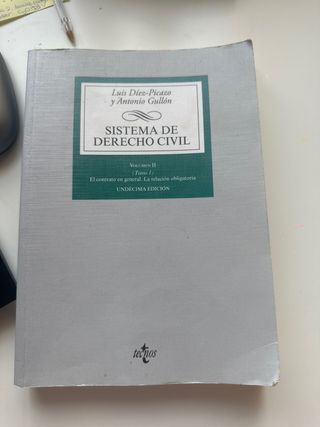 Luis Díez-Picazo
y Antonio Gullón
SISTEMA DE
DERECHO CIVIL
VOLUMEN II
(Tomo 1)
El contrato en general. La relación obligatoria
UNDÉCIMA EDICIÓN
tecnos